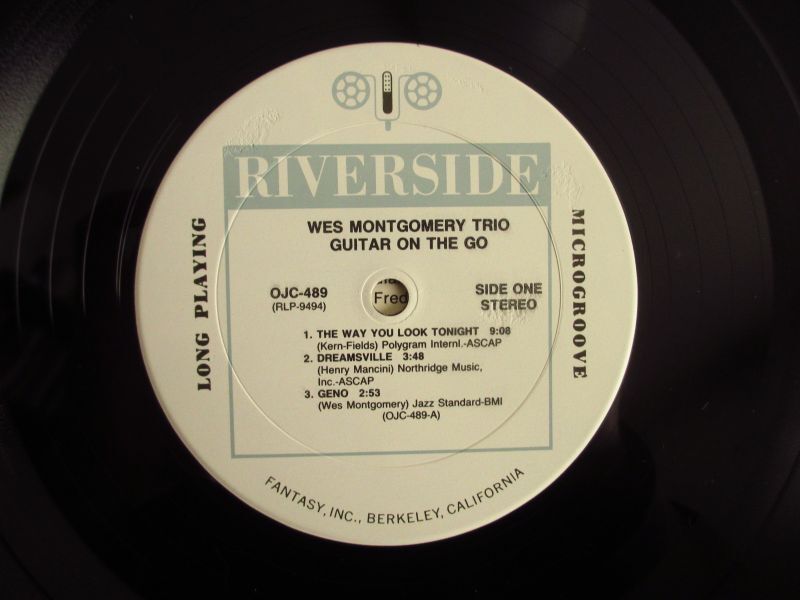 RIVERSIDE
WES MONTGOMERY TRIO
GUITAR ON THE GO
LONG PLAYING
MICROGROOVE
OJC-489
(RLP-9494)
Fred
SIDE ONE
STEREO
1. THE WAY YOU LOOK TONIGHT 9:08
(Kern-Fields) Polygram Internl.-ASCAP
2. DREAMSVILLE 3:48
(Henry Mancini) Northridge Music,
Inc.-ASCAP
3. GENO 2:53
(Wes Montgomery) Jazz Standard-BMI
(OJC-489-A)
FANTASY, INC., BERKELEY, CALIFORNIA